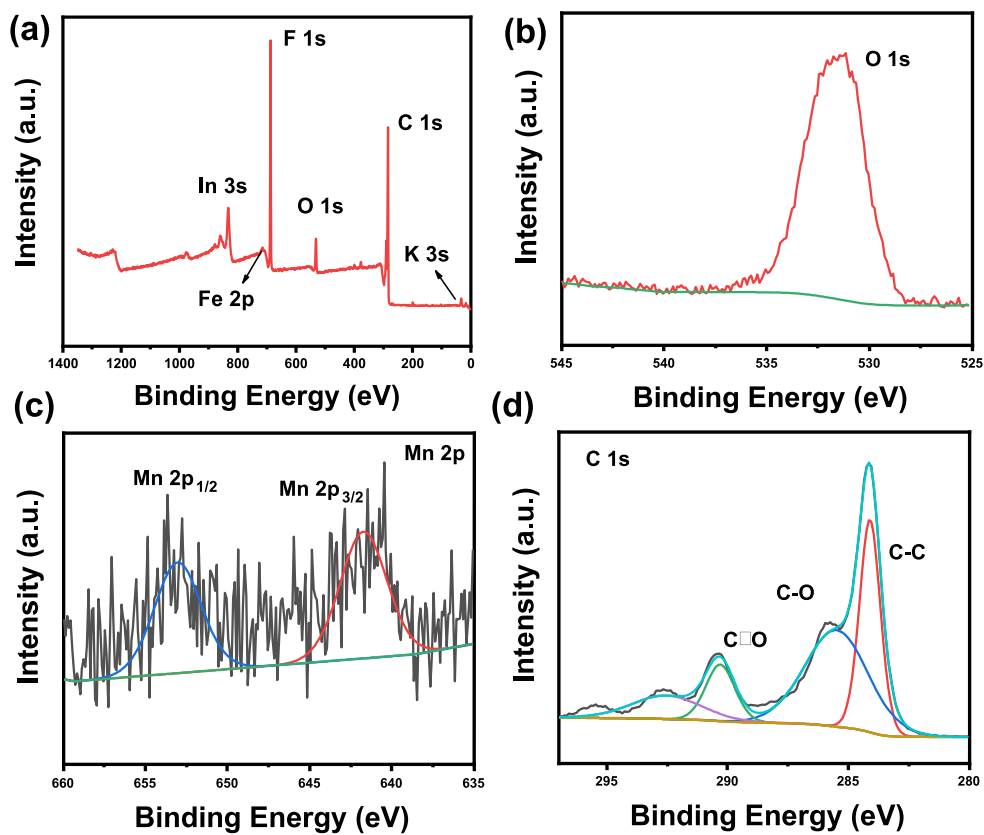 (a)
F 1s
C 1s
In 3s
O 1s
K 3s
Fe 2p
Intensity (a.u.)
1400 1200 1000 800 600 400 200 0
Binding Energy (eV)
(b)
O 1s
Intensity (a.u.)
545 540 535 530 525
Binding Energy (eV)
(c)
Mn 2p
Mn 2p1/2
Mn 2p3/2
Intensity (a.u.)
660 655 650 645 640 635
Binding Energy (eV)
(d)
C 1s
C-C
C-O
C□O
Intensity (a.u.)
295 290 285 280
Binding Energy (eV)